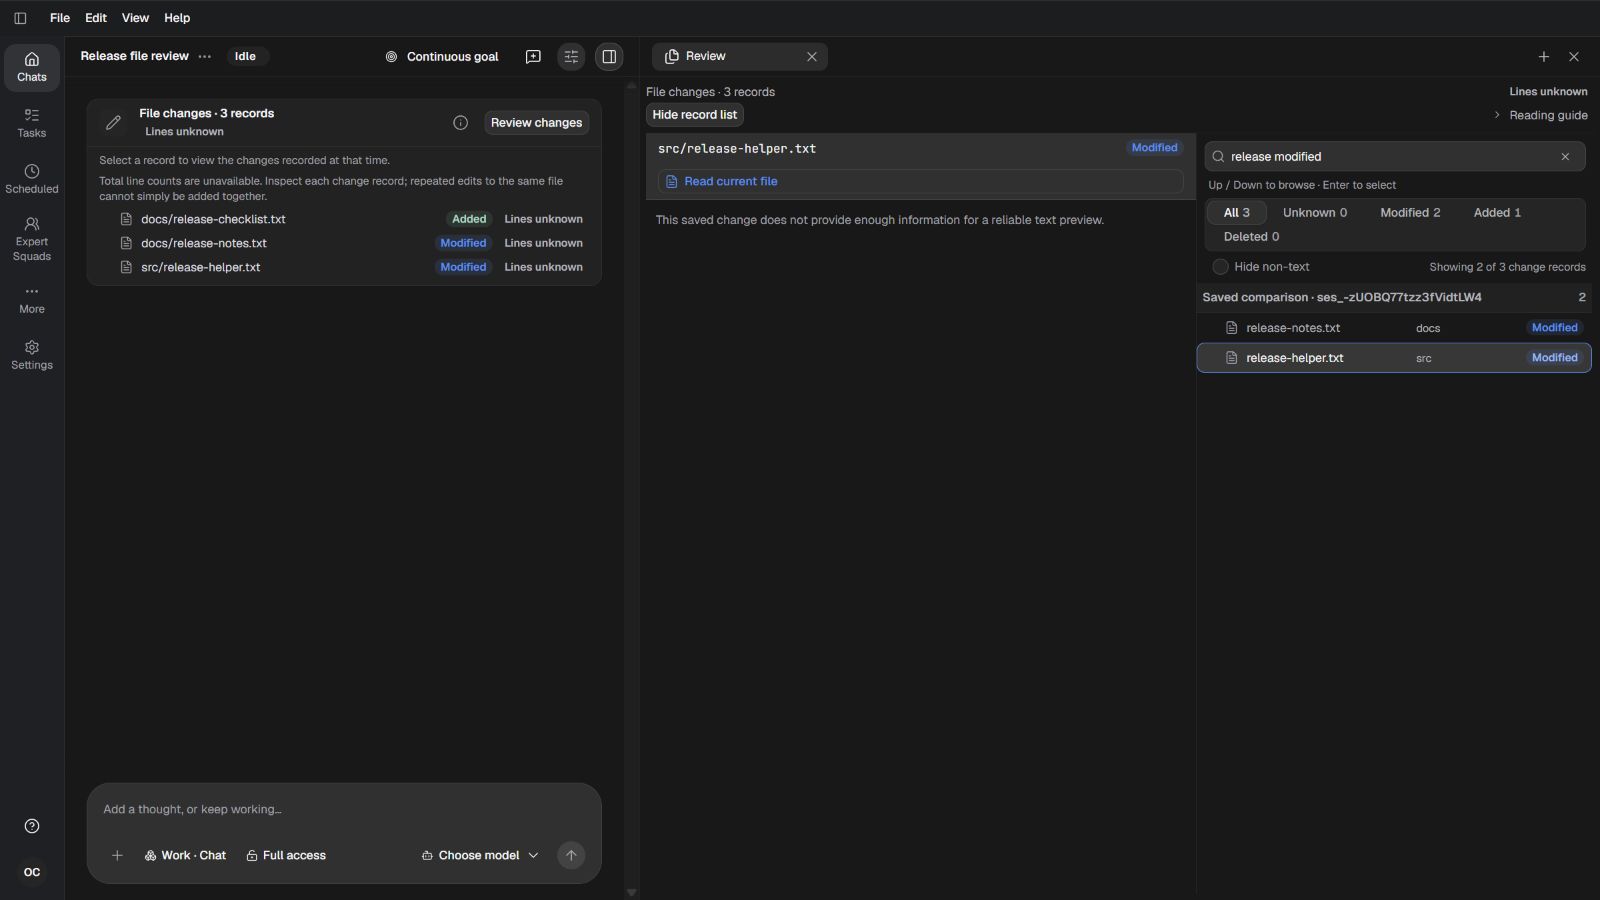 File Edit View Help
Chats
Tasks
Scheduled
Expert
Squads
More
Settings
OC
Release file review
Idle
Continuous goal
File changes · 3 records
Lines unknown
Review changes
Select a record to view the changes recorded at that time.
Total line counts are unavailable. Inspect each change record; repeated edits to the same file
cannot simply be added together.
docs/release-checklist.txt Added Lines unknown
docs/release-notes.txt Modified Lines unknown
src/release-helper.txt Modified Lines unknown
Add a thought, or keep working...
Work · Chat Full access Choose model
Review
File changes · 3 records Lines unknown
Hide record list Reading guide
src/release-helper.txt Modified
Read current file
This saved change does not provide enough information for a reliable text preview.
release modified
Up / Down to browse · Enter to select
All 3 Unknown 0 Modified 2 Added 1
Deleted 0
Hide non-text Showing 2 of 3 change records
Saved comparison · ses_-zUOBQ77tzz3fVidtLW4 2
release-notes.txt docs Modified
release-helper.txt src Modified